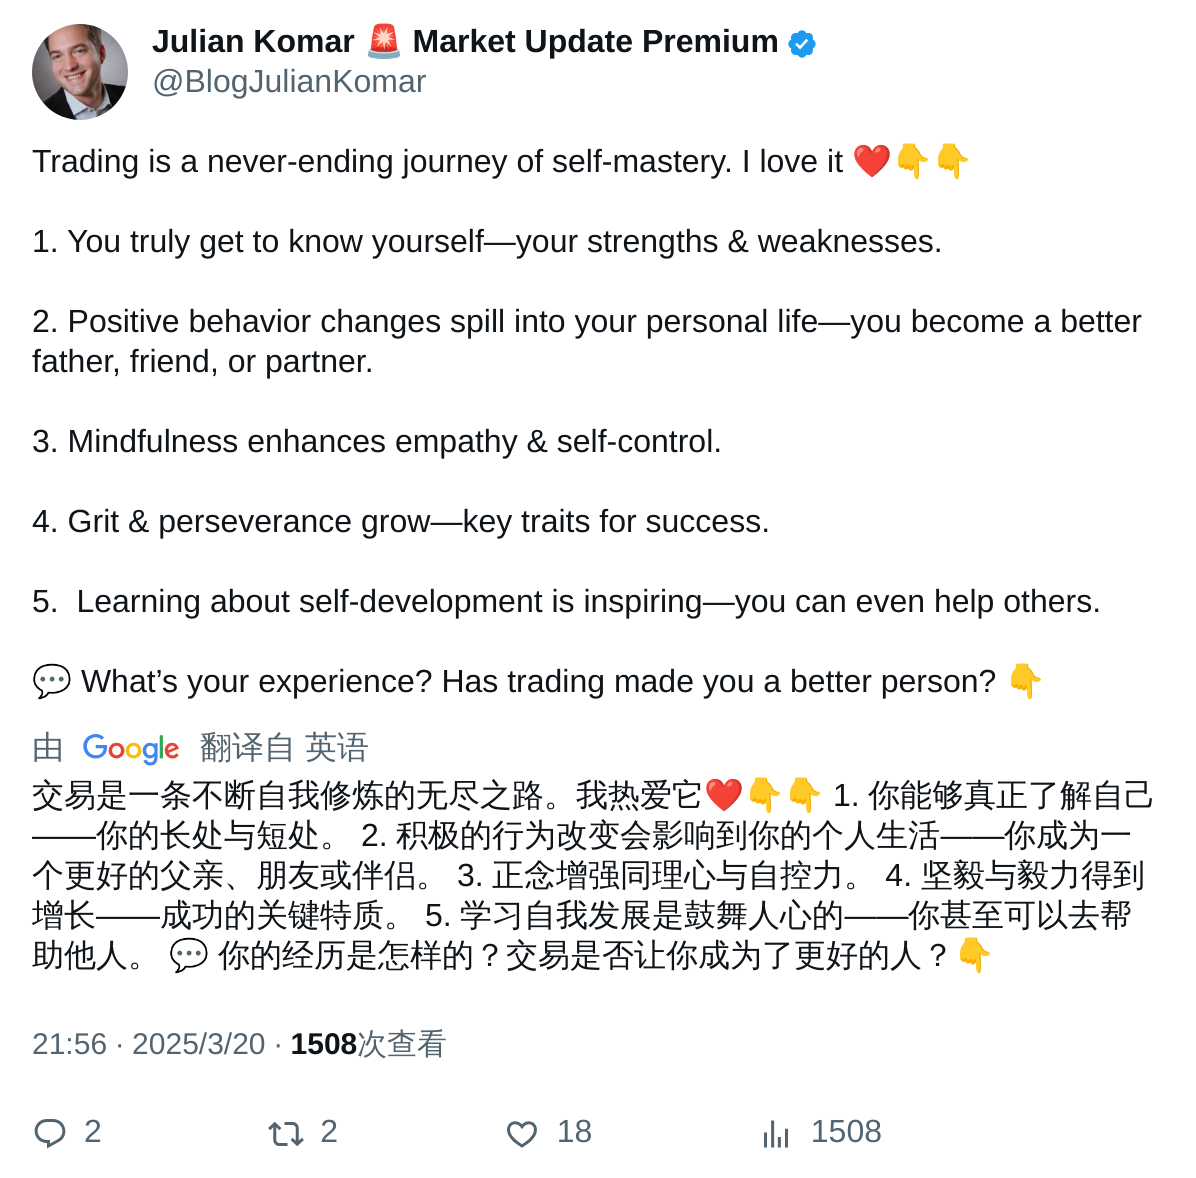 Julian Komar 🚨 Market Update Premium
@BlogJulianKomar
Trading is a never-ending journey of self-mastery. I love it ❤️👇👇
1. You truly get to know yourself—your strengths & weaknesses.
2. Positive behavior changes spill into your personal life—you become a better
father, friend, or partner.
3. Mindfulness enhances empathy & self-control.
4. Grit & perseverance grow—key traits for success.
5.  Learning about self-development is inspiring—you can even help others.
💬 What’s your experience? Has trading made you a better person? 👇
由 Google 翻译自 英语
交易是一条不断自我修炼的无尽之路。我热爱它❤️👇👇 1. 你能够真正了解自己
——你的长处与短处。 2. 积极的行为改变会影响到你的个人生活——你成为一
个更好的父亲、朋友或伴侣。 3. 正念增强同理心与自控力。 4. 坚毅与毅力得到
增长——成功的关键特质。 5. 学习自我发展是鼓舞人心的——你甚至可以去帮
助他人。 💬 你的经历是怎样的？交易是否让你成为了更好的人？👇
21:56 · 2025/3/20 · 1508次查看
2 2 18 1508